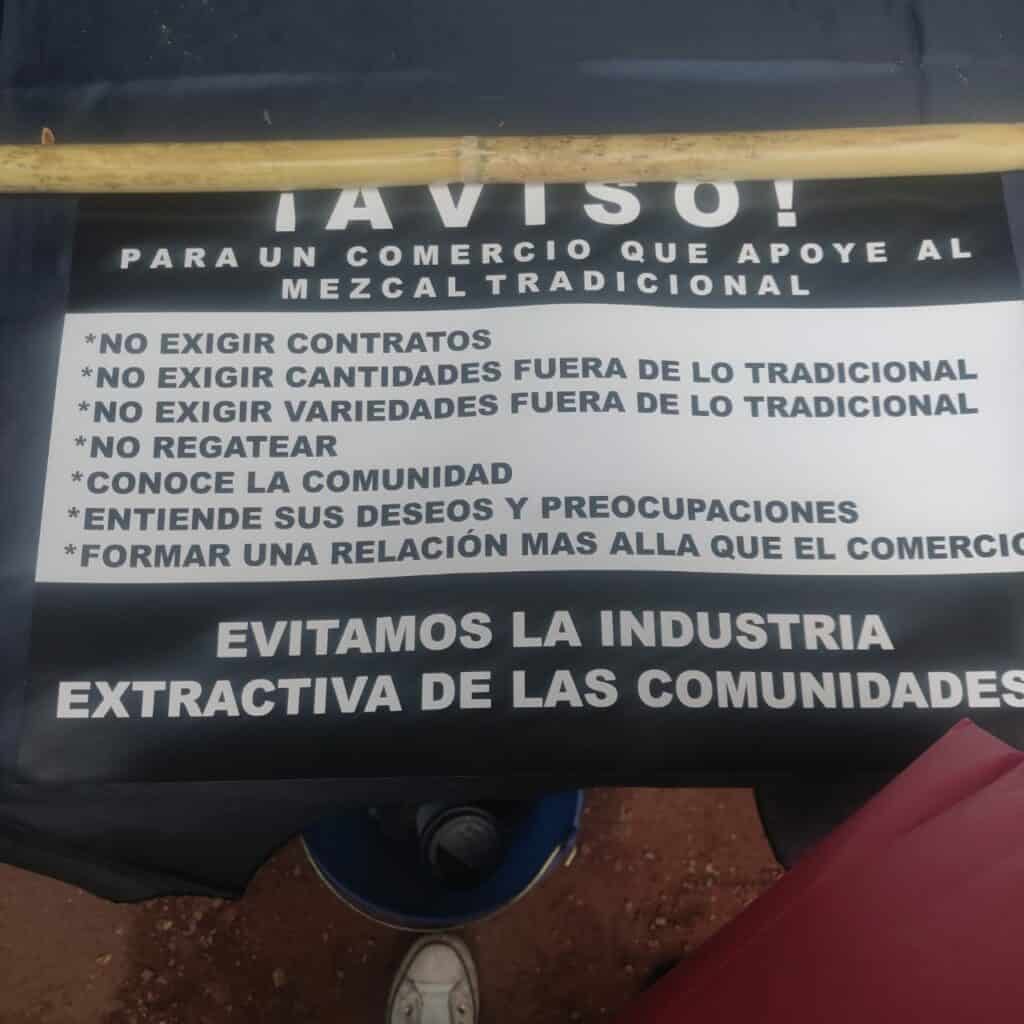 ¡AVISO!
PARA UN COMERCIO QUE APOYE AL
MEZCAL TRADICIONAL
*NO EXIGIR CONTRATOS
*NO EXIGIR CANTIDADES FUERA DE LO TRADICIONAL
*NO EXIGIR VARIEDADES FUERA DE LO TRADICIONAL
*NO REGATEAR
*CONOCE LA COMUNIDAD
*ENTIENDE SUS DESEOS Y PREOCUPACIONES
*FORMAR UNA RELACIÓN MAS ALLA QUE EL COMERCIO
EVITAMOS LA INDUSTRIA
EXTRACTIVA DE LAS COMUNIDADES